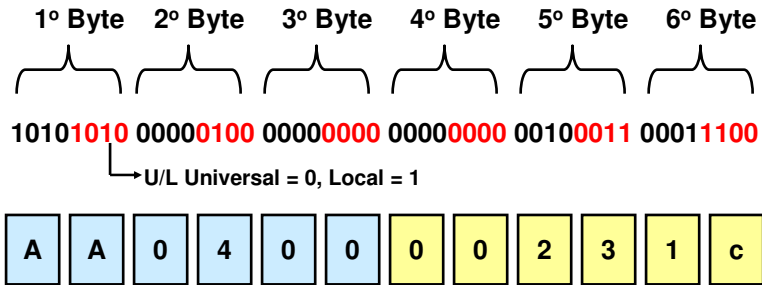 1º Byte 2º Byte 3º Byte 4º Byte 5º Byte 6º Byte
10101010 00000100 00000000 00000000 00100011 00011100
U/L Universal = 0, Local = 1
A A 0 4 0 0 0 0 2 3 1 c